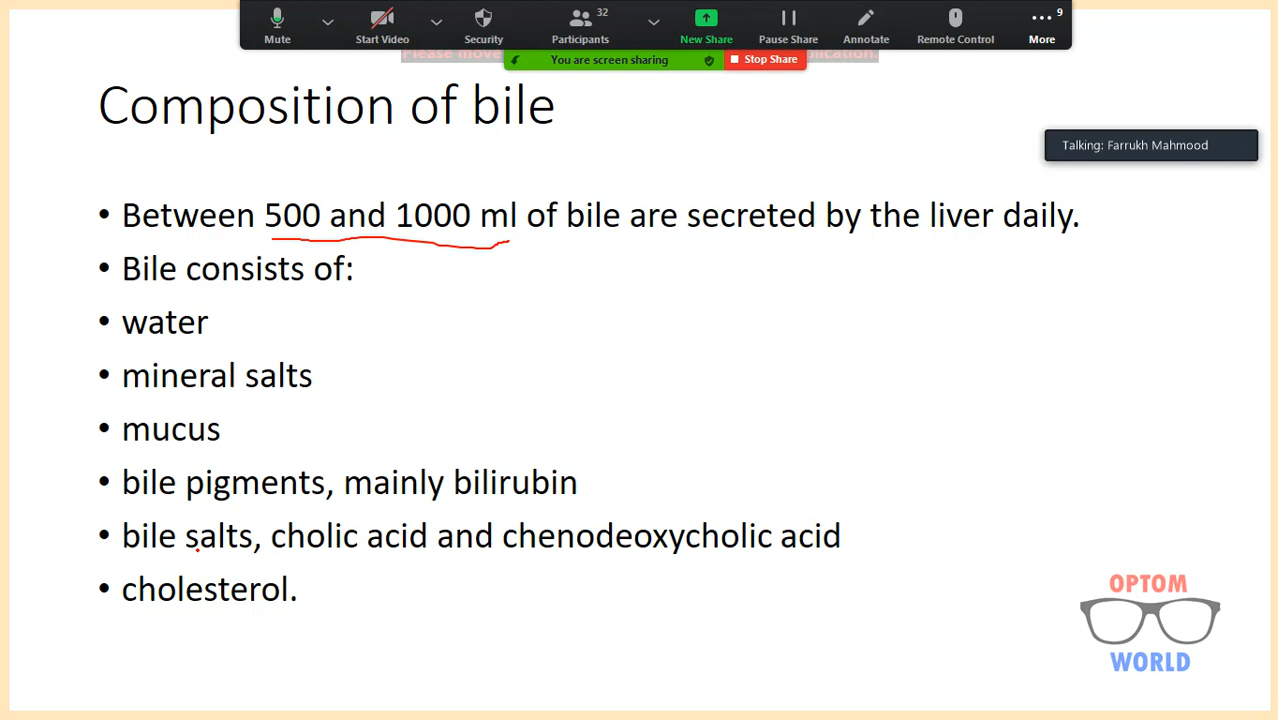 32
9
Mute
Start Video
Security
Participants
New Share
Pause Share
Annotate
Remote Control
More
Please move
lication.
You are screen sharing
Stop Share
Composition of bile
Talking: Farrukh Mahmood
• Between 500 and 1000 ml of bile are secreted by the liver daily.
• Bile consists of:
• water
• mineral salts
• mucus
• bile pigments, mainly bilirubin
• bile salts, cholic acid and chenodeoxycholic acid
• cholesterol.
OPTOM
WORLD